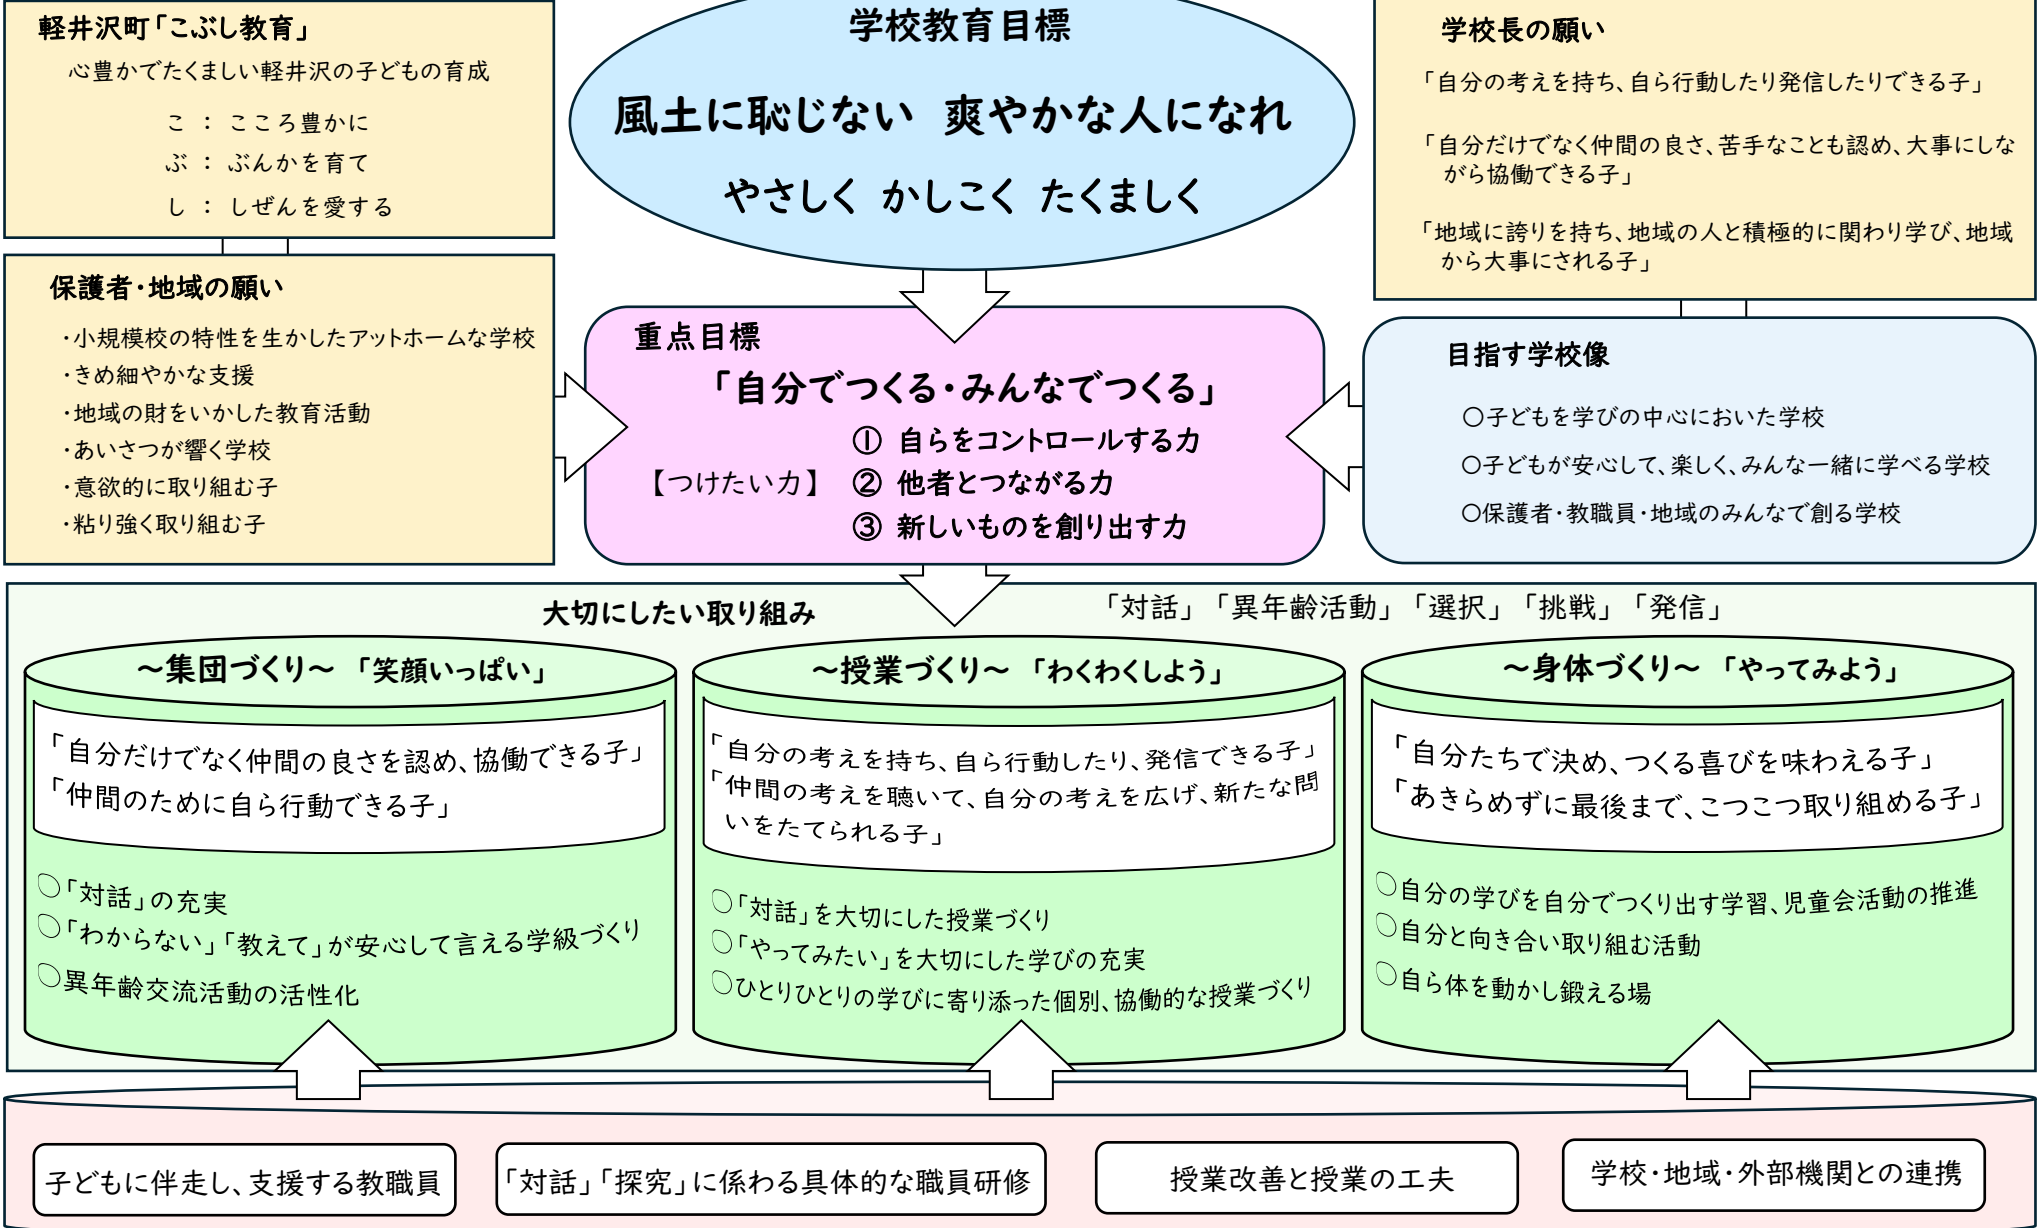 軽井沢町「こぶし教育」
心豊かでたくましい軽井沢の子どもの育成
こ ： こころ豊かに
ぶ ： ぶんかを育て
し ： しぜんを愛する
学校教育目標
風土に恥じない 爽やかな人になれ
やさしく かしこく たくましく
学校長の願い
「自分の考えを持ち、自ら行動したり発信したりできる子」
「自分だけでなく仲間の良さ、苦手なことも認め、大事にしな
がら協働できる子」
「地域に誇りを持ち、地域の人と積極的に関わり学び、地域
から大事にされる子」
保護者・地域の願い
・小規模校の特性を生かしたアットホームな学校
・きめ細やかな支援
・地域の財をいかした教育活動
・あいさつが響く学校
・意欲的に取り組む子
・粘り強く取り組む子
重点目標
「自分でつくる・みんなでつくる」
① 自らをコントロールする力
【つけたい力】 ② 他者とつながる力
③ 新しいものを創り出す力
目指す学校像
○子どもを学びの中心においた学校
○子どもが安心して、楽しく、みんな一緒に学べる学校
○保護者・教職員・地域のみんなで創る学校
大切にしたい取り組み 「対話」「異年齢活動」「選択」「挑戦」「発信」
～集団づくり～ 「笑顔いっぱい」
「自分だけでなく仲間の良さを認め、協働できる子」
「仲間のために自ら行動できる子」
○「対話」の充実
○「わからない」「教えて」が安心して言える学級づくり
○異年齢交流活動の活性化
～授業づくり～ 「わくわくしよう」
「自分の考えを持ち、自ら行動したり、発信できる子」
「仲間の考えを聴いて、自分の考えを広げ、新たな問
いをたてられる子」
○「対話」を大切にした授業づくり
○「やってみたい」を大切にした学びの充実
○ひとりひとりの学びに寄り添った個別、協働的な授業づくり
～身体づくり～ 「やってみよう」
「自分たちで決め、つくる喜びを味わえる子」
「あきらめずに最後まで、こつこつ取り組める子」
○自分の学びを自分でつくり出す学習、児童会活動の推進
○自分と向き合い取り組む活動
○自ら体を動かし鍛える場
子どもに伴走し、支援する教職員
「対話」「探究」に係わる具体的な職員研修
授業改善と授業の工夫
学校・地域・外部機関との連携